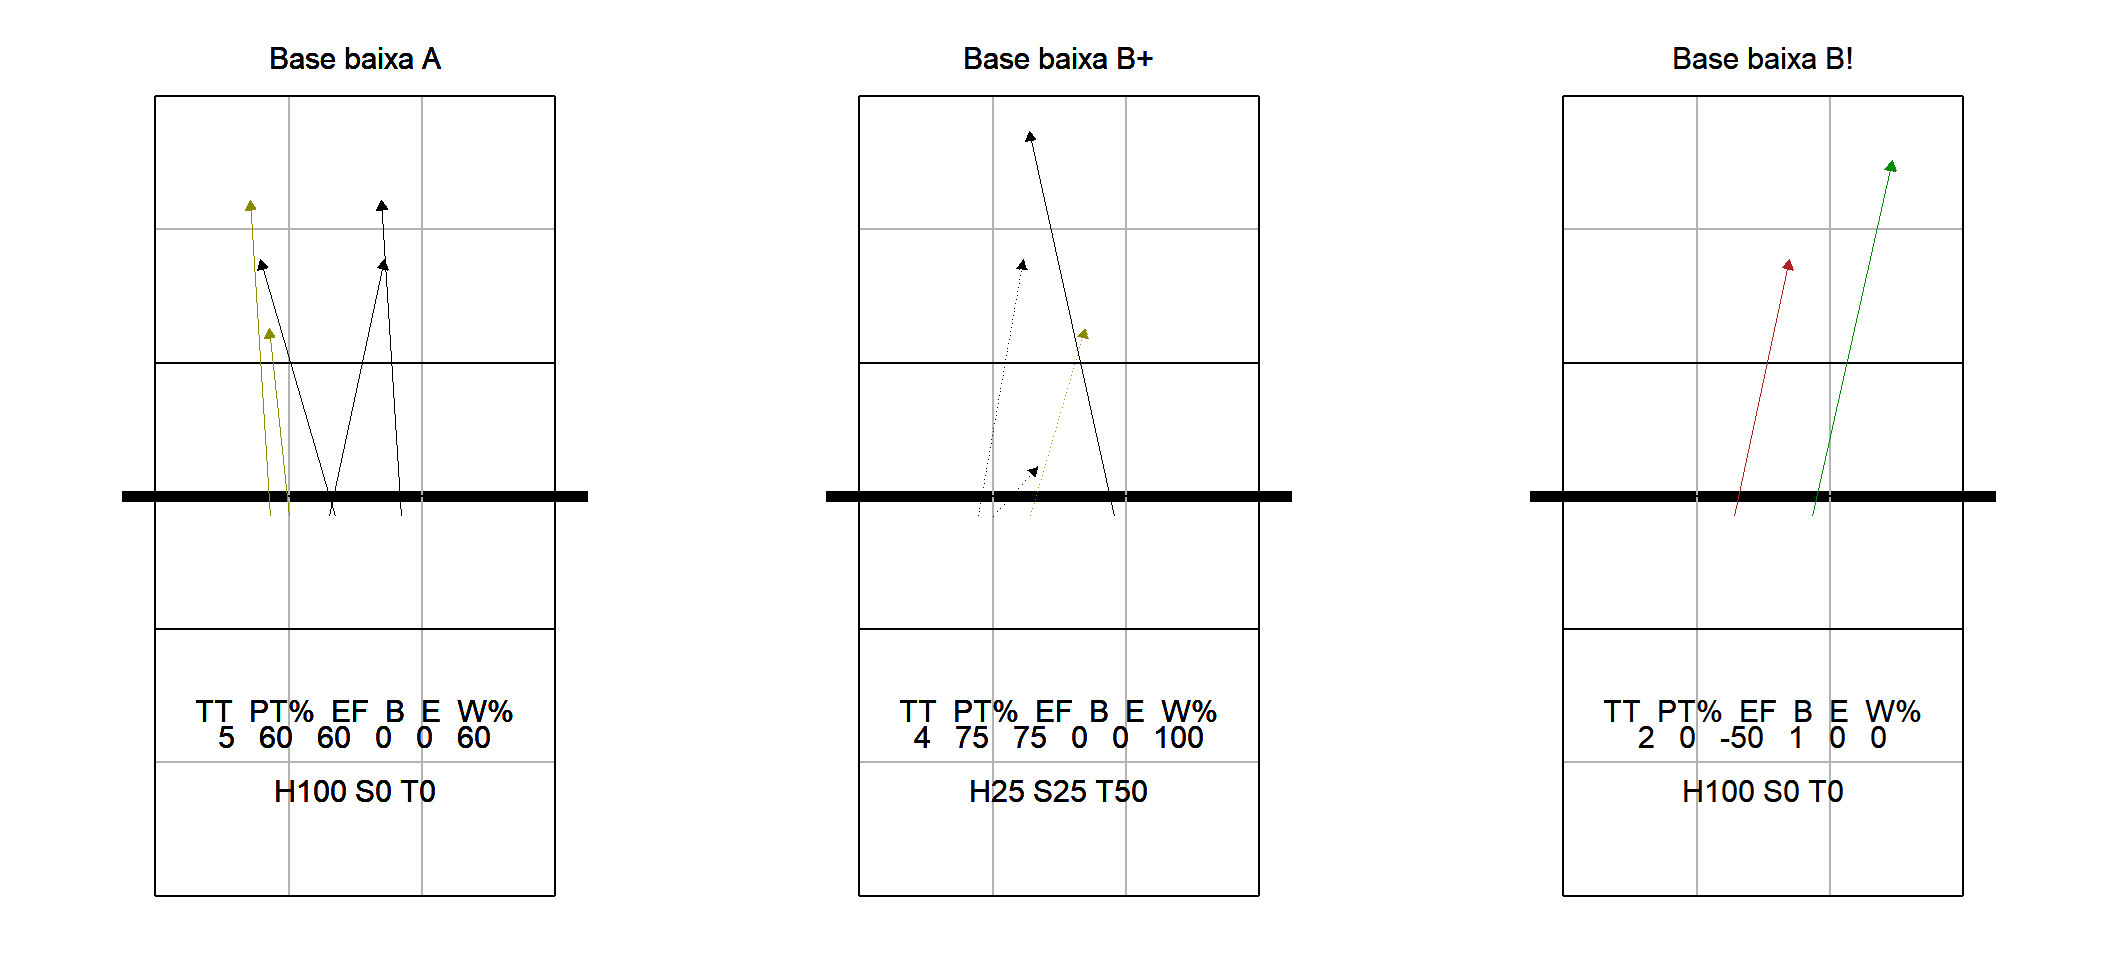 Base baixa A
TT PT% EF B E W%
5 60 60 0 0 60
H100 S0 T0
Base baixa B+
TT PT% EF B E W%
4 75 75 0 0 100
H25 S25 T50
Base baixa B!
TT PT% EF B E W%
2 0 -50 1 0 0
H100 S0 T0